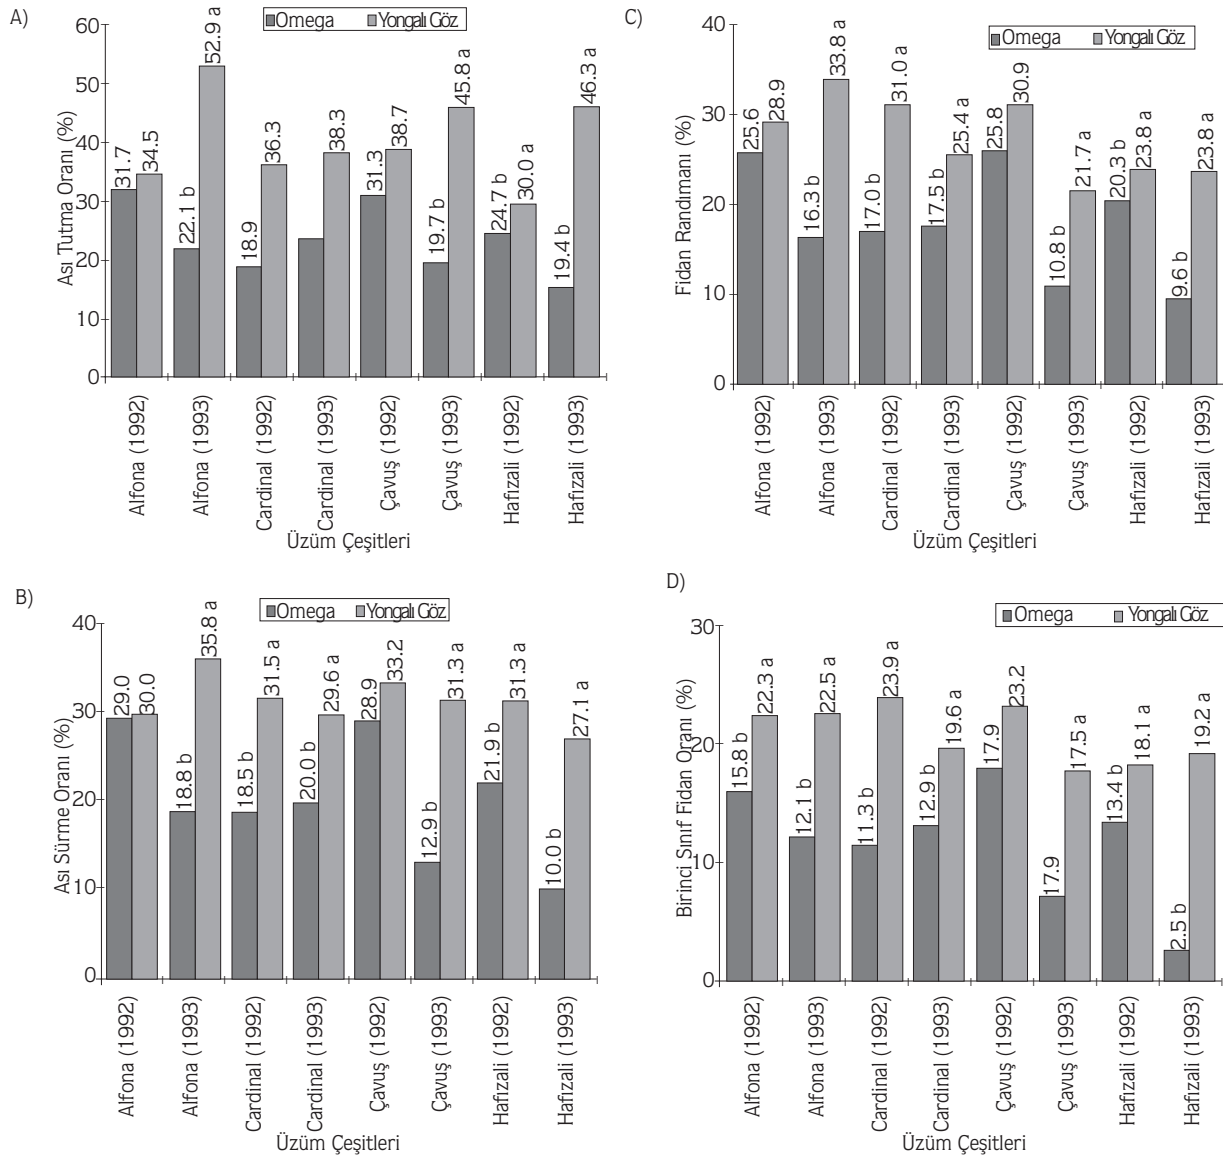 A)
Omega Yongalı Göz
Ası Tutma Oranı (%)
60
50
40
30
20
10
0
31.7 34.5 22.1 b 52.9 a 18.9 36.3 38.3 31.3 38.7 19.7 b 45.8 a 24.7 b 30.0 a 19.4 b 46.3 a
Alfona (1992) Alfona (1993) Cardinal (1992) Cardinal (1993) Çavuş (1992) Çavuş (1993) Hafızali (1992) Hafızali (1993)
Üzüm Çeşitleri
C)
Omega Yongalı Göz
Fidan Randımanı (%)
40
30
20
10
0
25.6 28.9 16.3 b 33.8 a 17.0 b 31.0 a 17.5 b 25.4 a 25.8 30.9 10.8 b 21.7 a 20.3 b 23.8 a 9.6 b 23.8 a
Alfona (1992) Alfona (1993) Cardinal (1992) Cardinal (1993) Çavuş (1992) Çavuş (1993) Hafızali (1992) Hafızali (1993)
Üzüm Çeşitleri
B)
Omega Yongalı Göz
Ası Sürme Oranı (%)
40
30
20
10
0
29.0 30.0 18.8 b 35.8 a 18.5 b 31.5 a 20.0 b 29.6 a 28.9 33.2 12.9 b 31.3 a 21.9 b 31.3 a 10.0 b 27.1 a
Alfona (1992) Alfona (1993) Cardinal (1992) Cardinal (1993) Çavuş (1992) Çavuş (1993) Hafızali (1992) Hafızali (1993)
Üzüm Çeşitleri
D)
Omega Yongalı Göz
Birinci Sınıf Fidan Oranı (%)
30
20
10
0
15.8 b 22.3 a 12.1 b 22.5 a 11.3 b 23.9 a 12.9 b 19.6 a 17.9 23.2 17.9 17.5 a 13.4 b 18.1 a 2.5 b 19.2 a
Alfona (1992) Alfona (1993) Cardinal (1992) Cardinal (1993) Çavuş (1992) Çavuş (1993) Hafızali (1992) Hafızali (1993)
Üzüm Çeşitleri